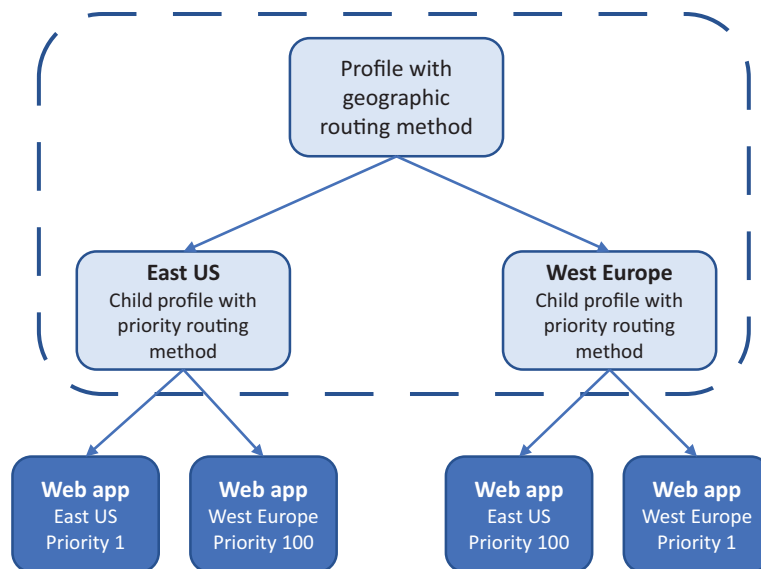 Profile with
geographic
routing method
East US
Child profile with
priority routing
method
West Europe
Child profile with
priority routing
method
Web app
East US
Priority 1
Web app
West Europe
Priority 100
Web app
East US
Priority 100
Web app
West Europe
Priority 1